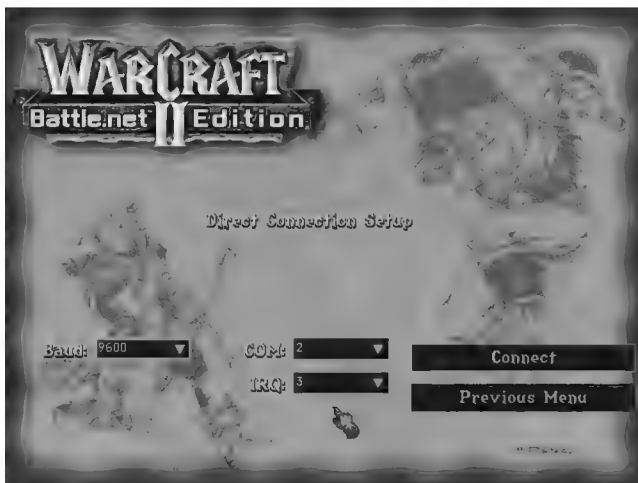 WARCRAFT
Battle.net II Edition
Direct Connection Setup
Baud: 9600
COM: 2
IRQ: 3
Connect
Previous Menu